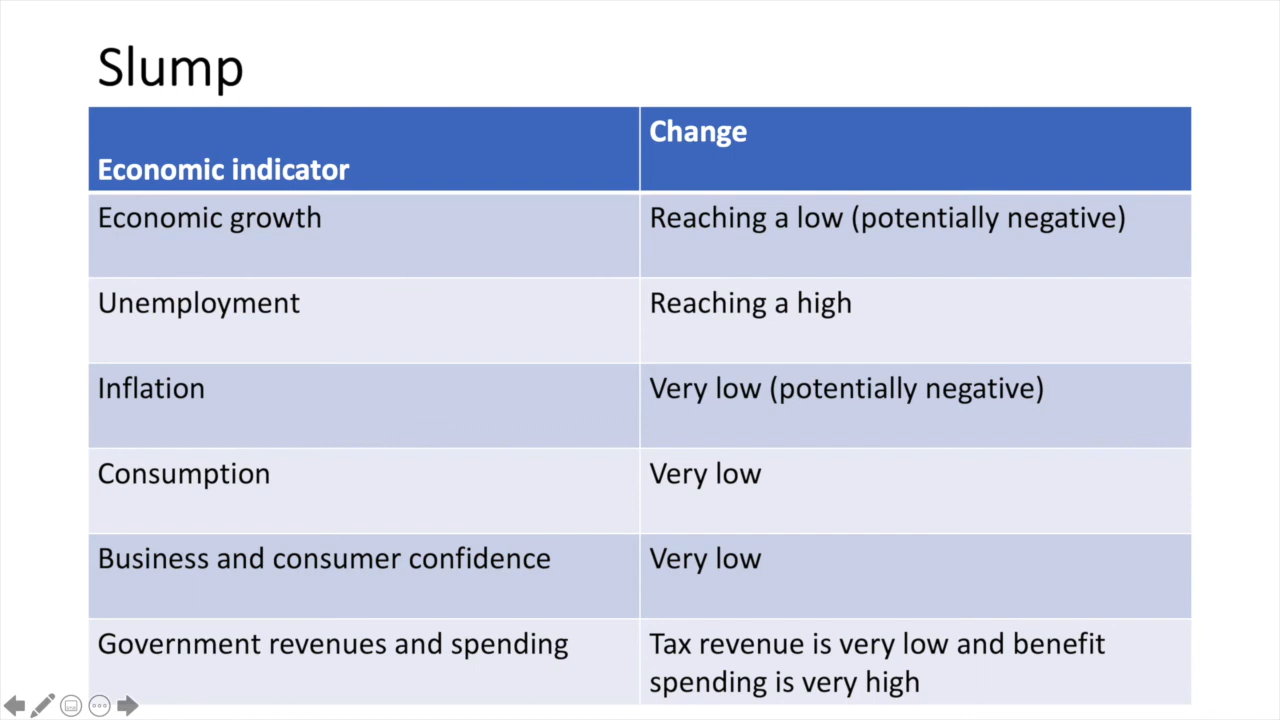 Slump
Economic indicator
Change
Economic growth
Reaching a low (potentially negative)
Unemployment
Reaching a high
Inflation
Very low (potentially negative)
Consumption
Very low
Business and consumer confidence
Very low
Government revenues and spending
Tax revenue is very low and benefit
spending is very high